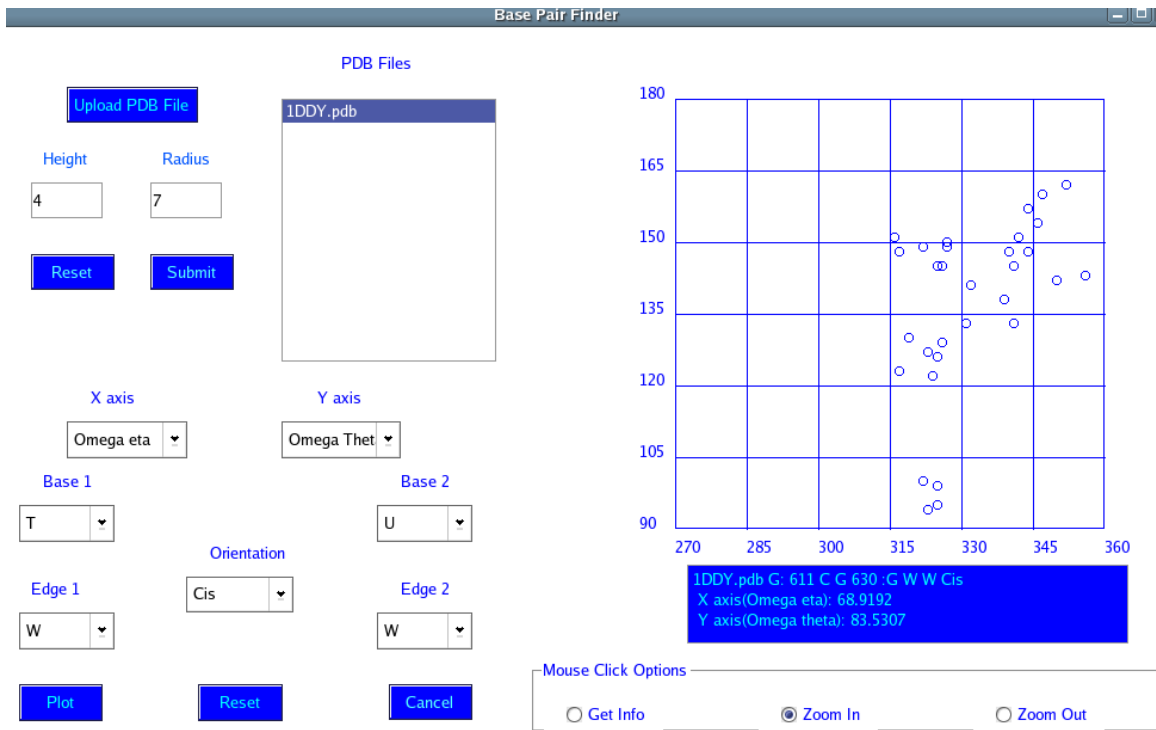 Base Pair Finder
PDB Files
Upload PDB File
1DDY.pdb
Height
Radius
4
7
Reset
Submit
X axis
Y axis
Omega eta
Omega Thet
Base 1
Base 2
T
U
Orientation
Cis
Edge 1
Edge 2
W
W
Plot
Reset
Cancel
180
165
150
135
120
105
90
270 285 300 315 330 345 360
1DDY.pdb G: 611 C G 630 :G W W Cis
X axis(Omega eta): 68.9192
Y axis(Omega theta): 83.5307
Mouse Click Options
Get Info
Zoom In
Zoom Out